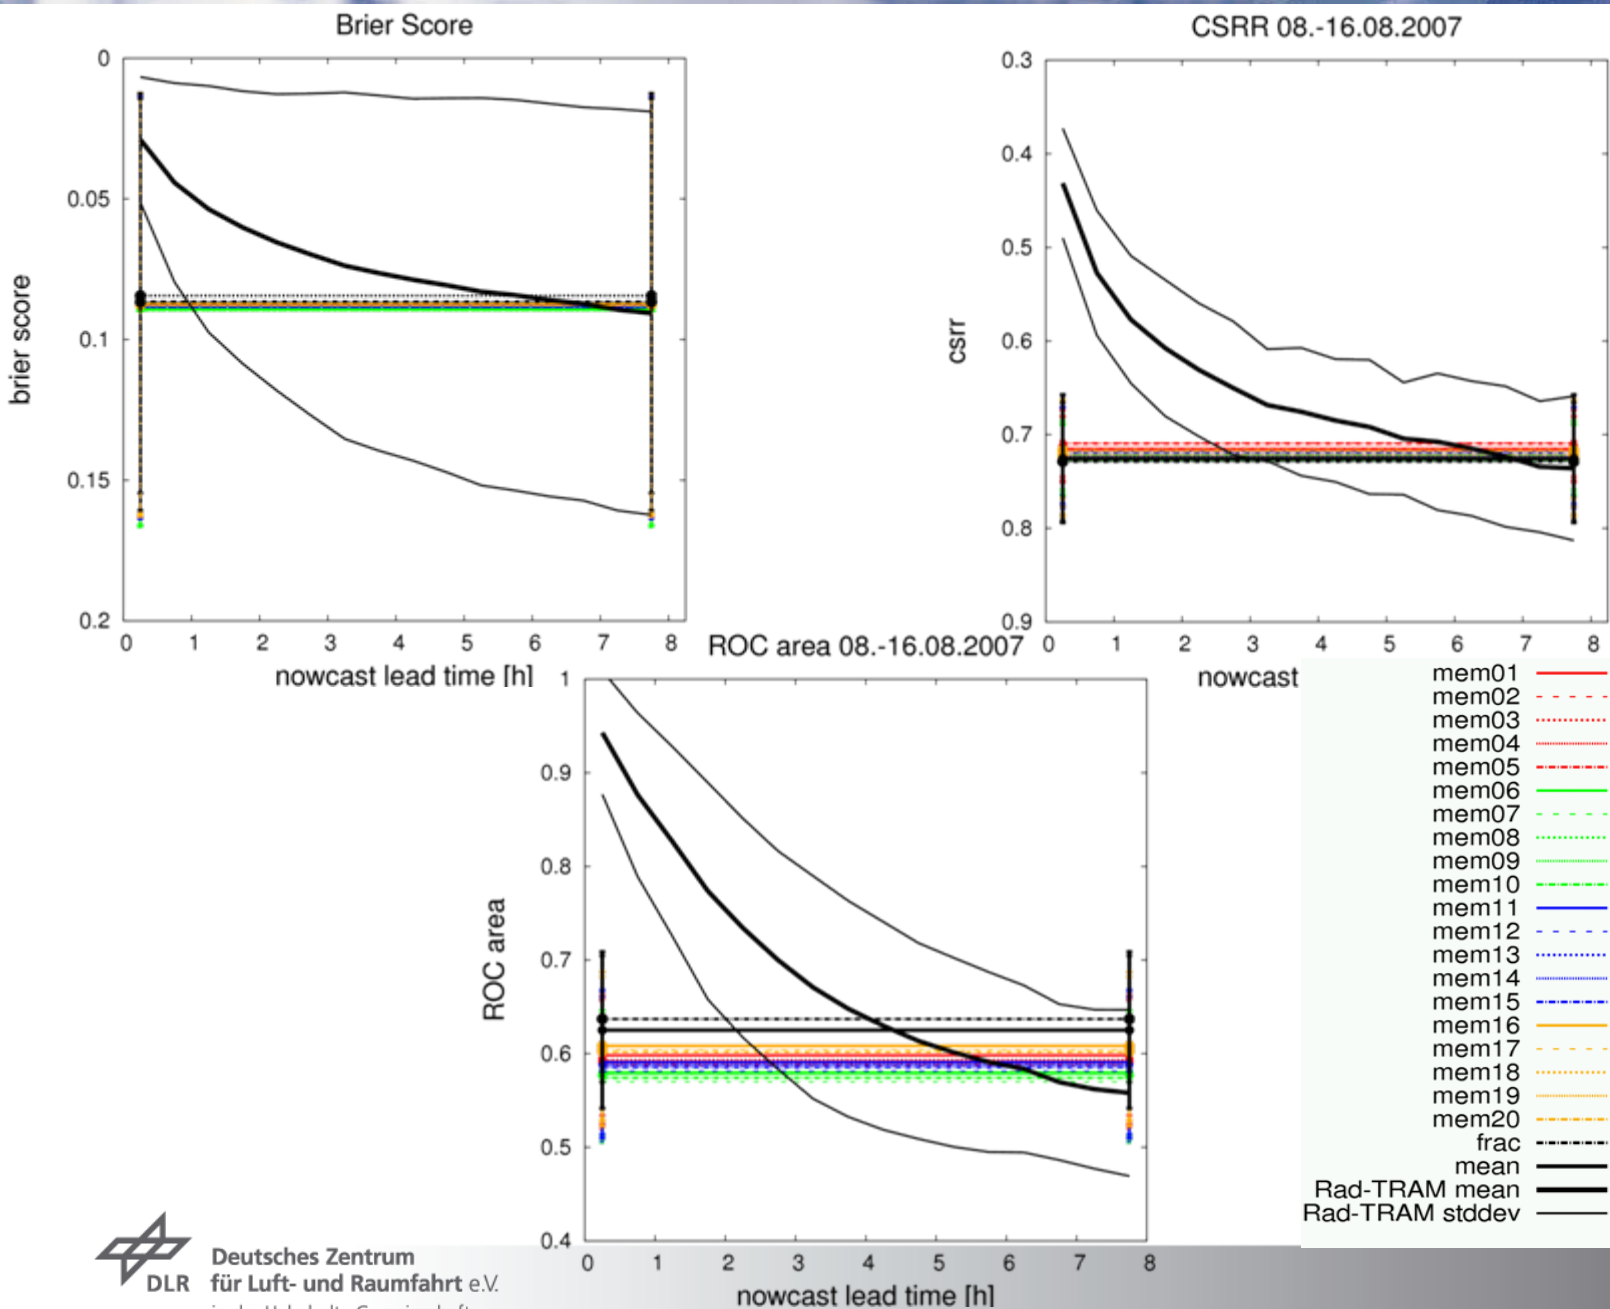 Brier Score
0
0.05
0.1
0.15
0.2
brier score
0 1 2 3 4 5 6 7 8
nowcast lead time [h]
CSRR 08.-16.08.2007
0.3
0.4
0.5
0.6
0.7
0.8
0.9
csrr
0 1 2 3 4 5 6 7 8
nowcast
ROC area 08.-16.08.2007
1
0.9
0.8
0.7
0.6
0.5
0.4
ROC area
0 1 2 3 4 5 6 7 8
nowcast lead time [h]
mem01
mem02
mem03
mem04
mem05
mem06
mem07
mem08
mem09
mem10
mem11
mem12
mem13
mem14
mem15
mem16
mem17
mem18
mem19
mem20
frac
mean
Rad-TRAM mean
Rad-TRAM stddev
DLR
Deutsches Zentrum
für Luft- und Raumfahrt e.V.